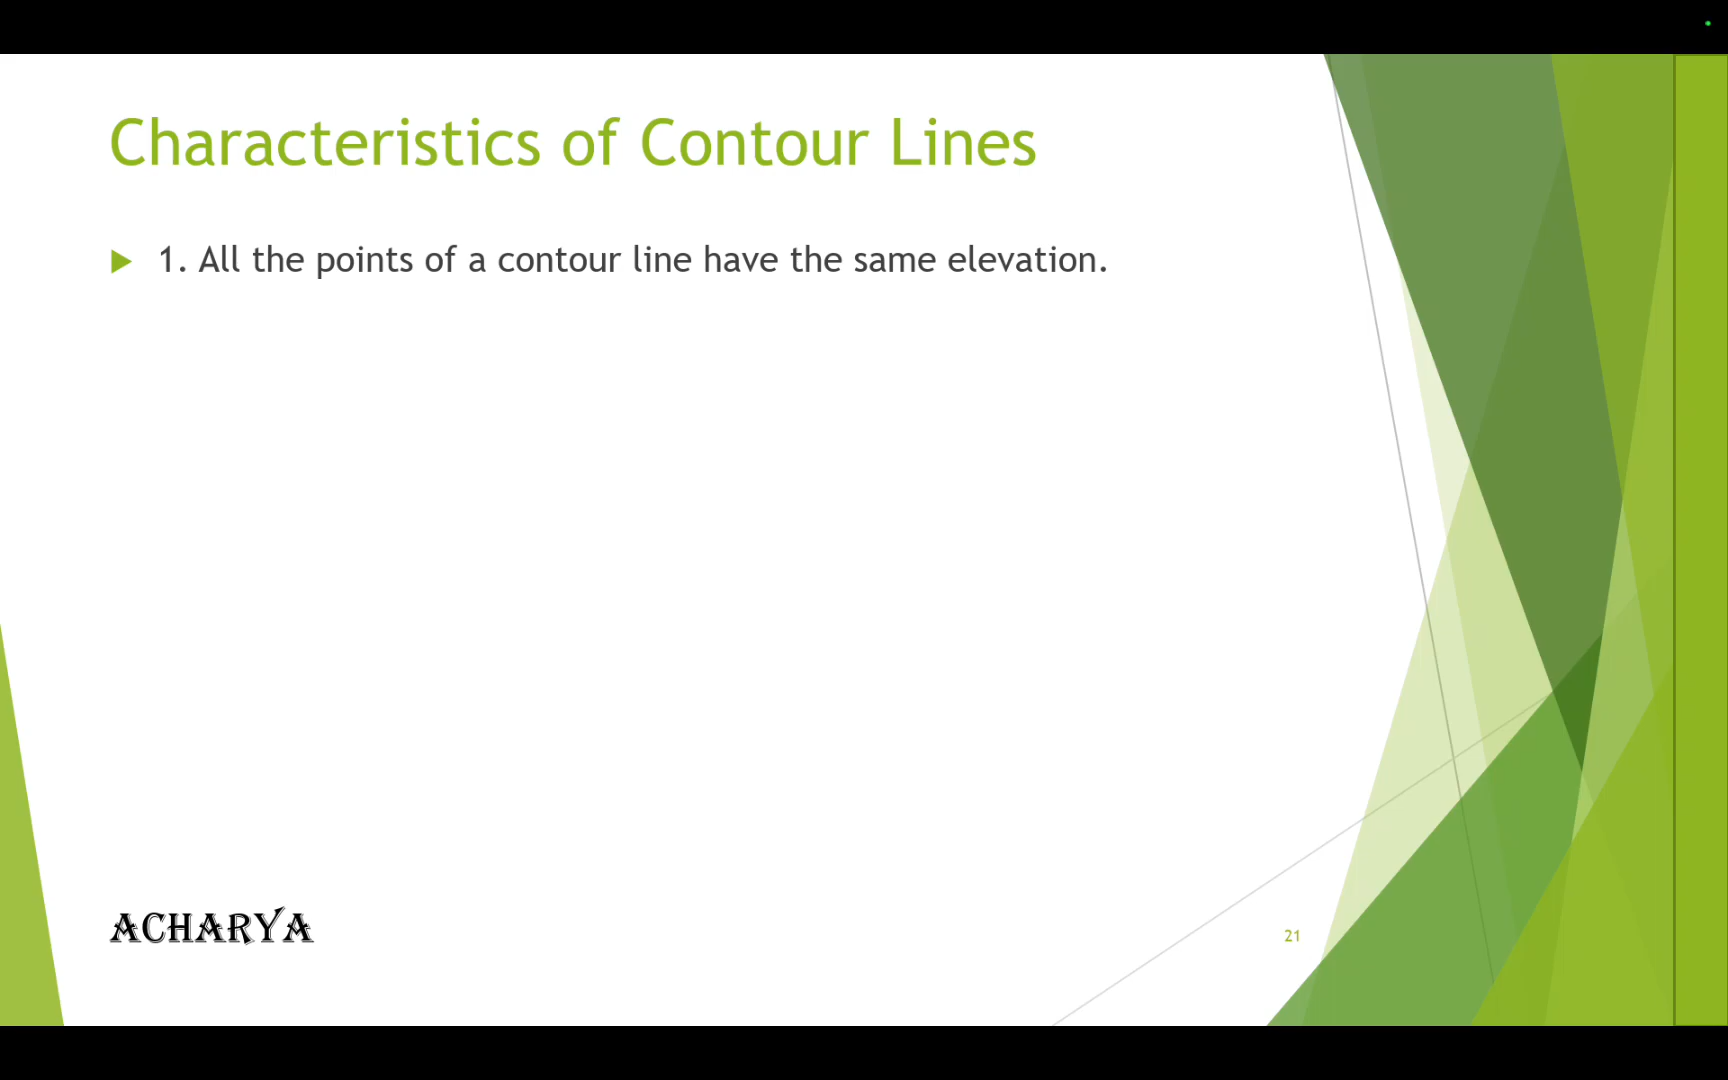 Characteristics of Contour Lines
1. All the points of a contour line have the same elevation.
ACHARYA
21